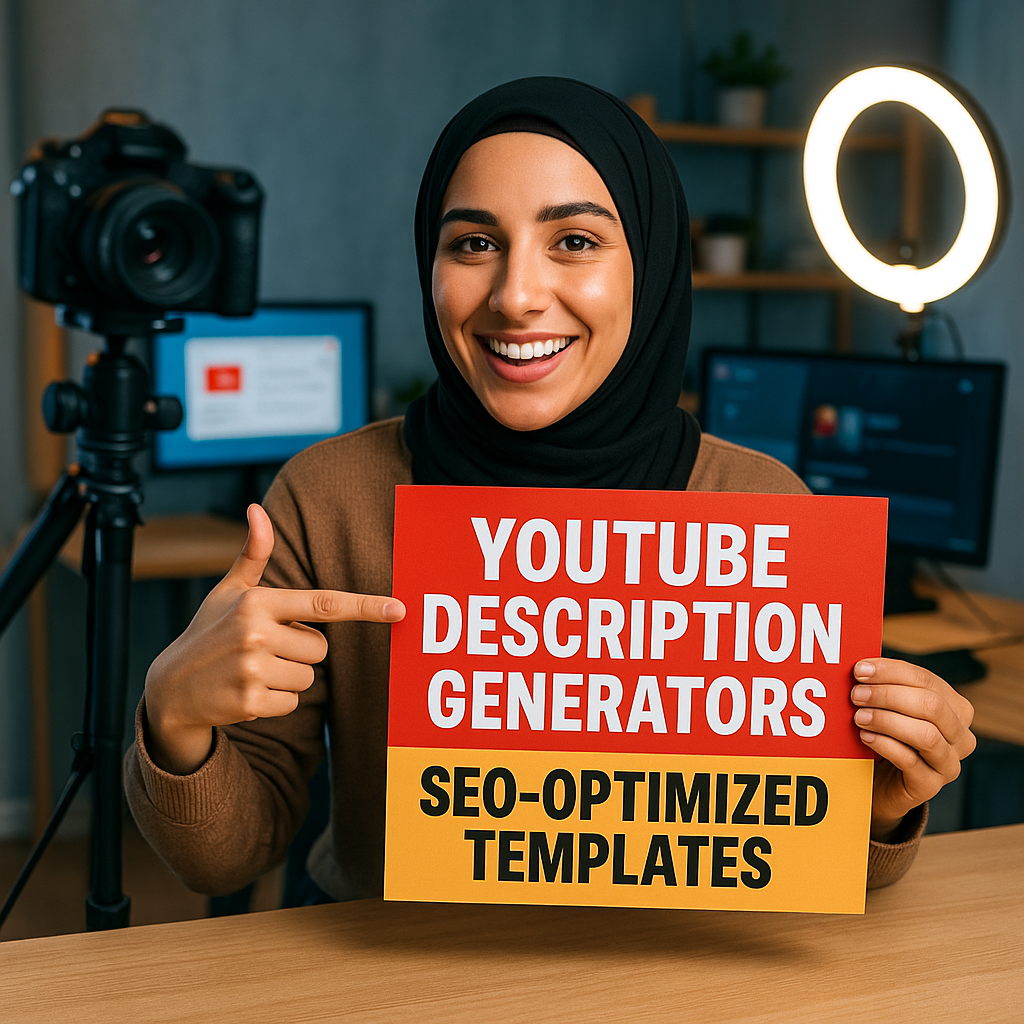 YOUTUBE
DESCRIPTION
GENERATORS
SEO-OPTIMIZED
TEMPLATES